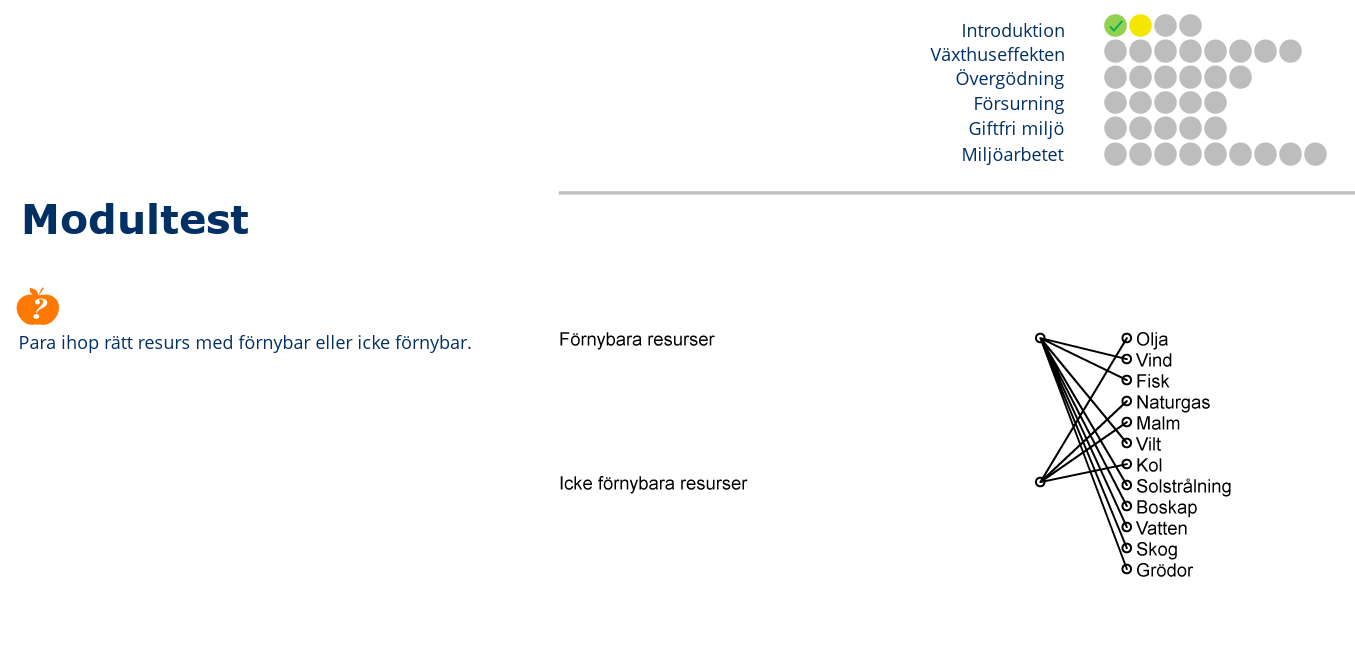 Introduktion
Växthuseffekten
Övergödning
Försurning
Giftfri miljö
Miljöarbetet
Modultest
?
Para ihop rätt resurs med förnybar eller icke förnybar.
Förnybara resurser
Icke förnybara resurser
Olja
Vind
Fisk
Naturgas
Malm
Vilt
Kol
Solstrålning
Boskap
Vatten
Skog
Grödor